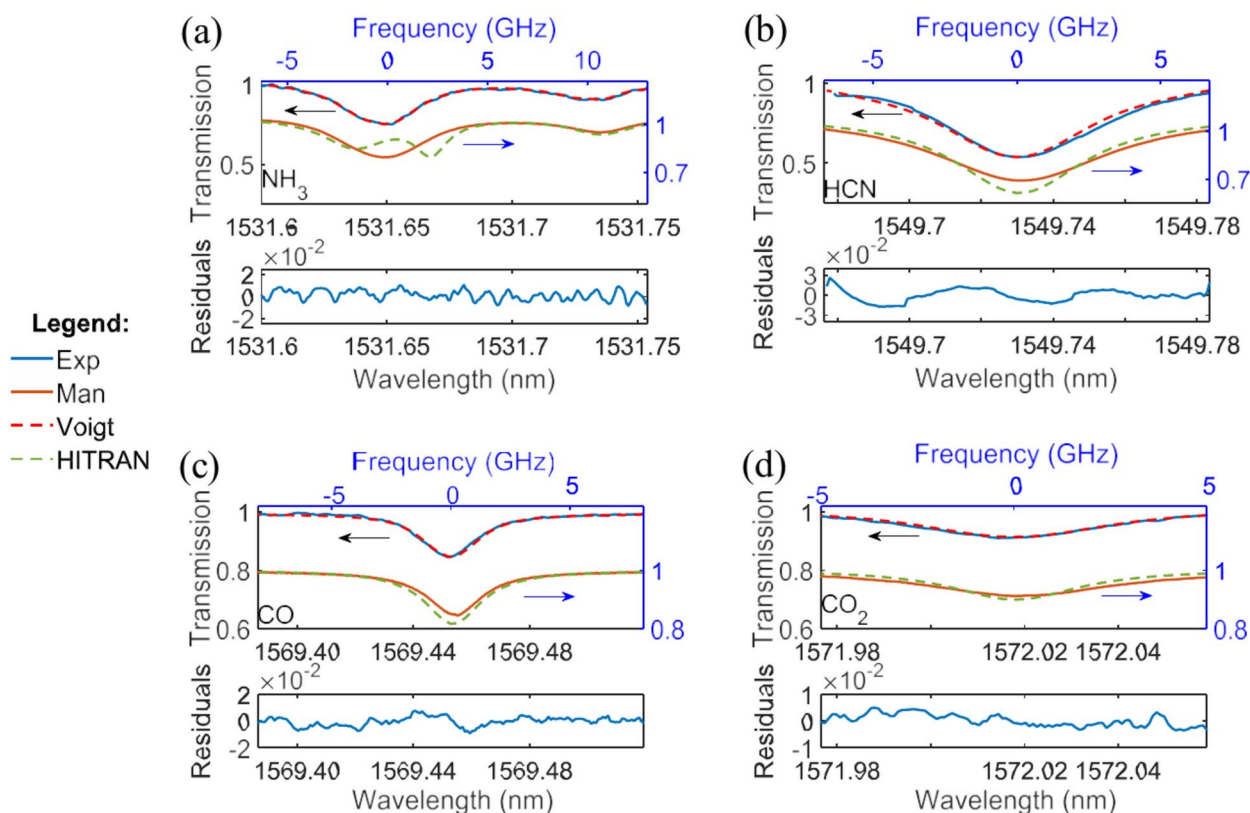 (a)
Frequency (GHz)
-5 0 5 10
Transmission
1
0.5
1
0.7
NH3
1531.6 1531.65 1531.7 1531.75
×10-2
Residuals
2
0
-2
1531.6 1531.65 1531.7 1531.75
Wavelength (nm)
(b)
Frequency (GHz)
-5 0 5
Transmission
1
0.5
1
0.7
HCN
1549.7 1549.74 1549.78
×10-2
Residuals
3
0
-3
1549.7 1549.74 1549.78
Wavelength (nm)
Legend:
Exp
Man
Voigt
HITRAN
(c)
Frequency (GHz)
-5 0 5
Transmission
1
0.8
0.6
1
0.8
CO
1569.40 1569.44 1569.48
×10-2
Residuals
2
0
-2
1569.40 1569.44 1569.48
Wavelength (nm)
(d)
Frequency (GHz)
-5 0 5
Transmission
1
0.8
0.6
1
0.8
CO2
1571.98 1572.02 1572.04
×10-2
Residuals
1
0
-1
1571.98 1572.02 1572.04
Wavelength (nm)